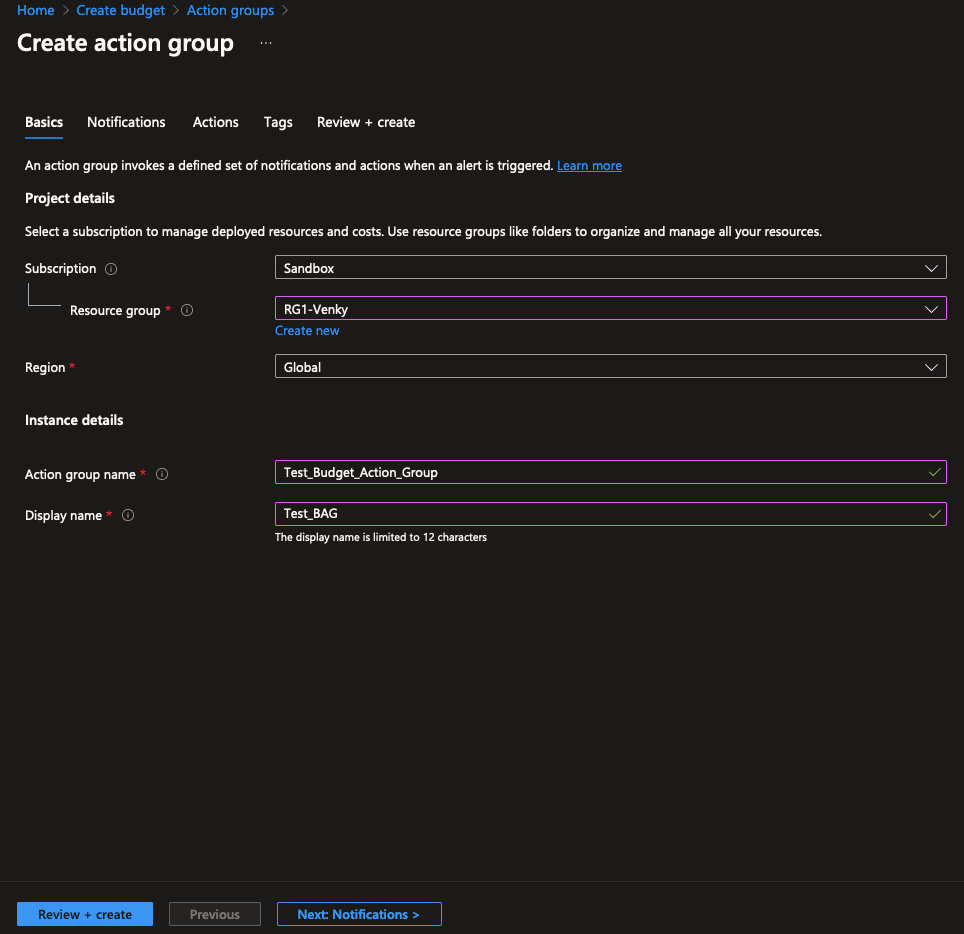 Home > Create budget > Action groups >
Create action group ...
Basics Notifications Actions Tags Review + create
An action group invokes a defined set of notifications and actions when an alert is triggered. Learn more
Project details
Select a subscription to manage deployed resources and costs. Use resource groups like folders to organize and manage all your resources.
Subscription Sandbox
Resource group * RG1-Venky
Create new
Region * Global
Instance details
Action group name * Test_Budget_Action_Group
Display name * Test_BAG
The display name is limited to 12 characters
Review + create Previous Next: Notifications >